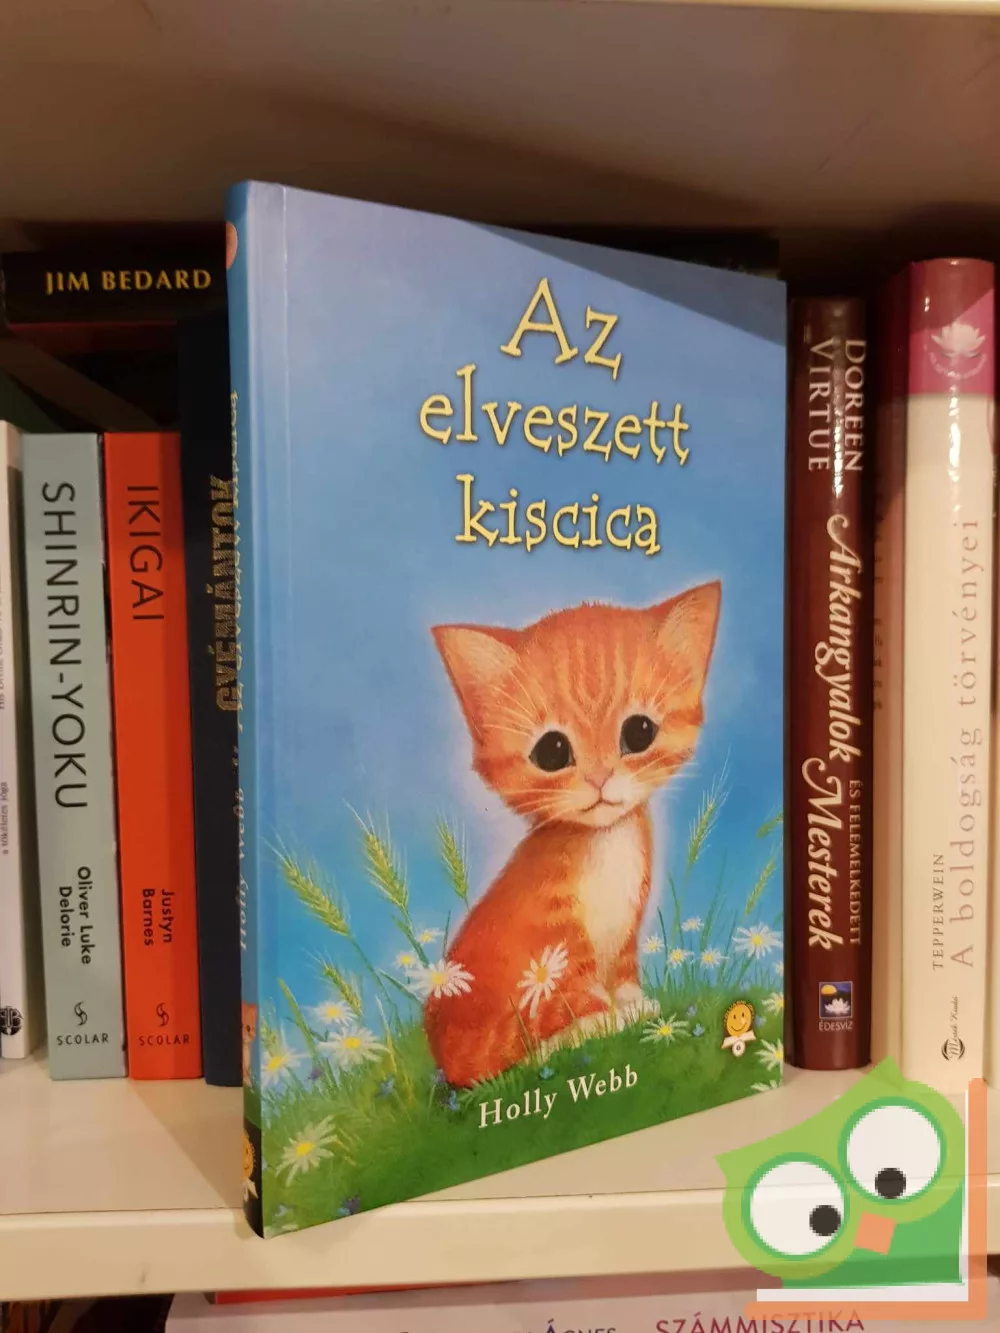 JIM BEDARD
SHINRIN-YOKU
Oliver Luke
Delorie
SCOLAR
IKIGAI
Justyn
Barnes
SCOLAR
Az
elveszett
kiscica
Holly Webb
DOREEN
VIRTUE
Arkangyalok
ÉS FELEMELKEDETT
Mesterek
ÉDESVÍZ
TEPPERWEIN
A boldogság törvényei
SZÁMMISZTIKA